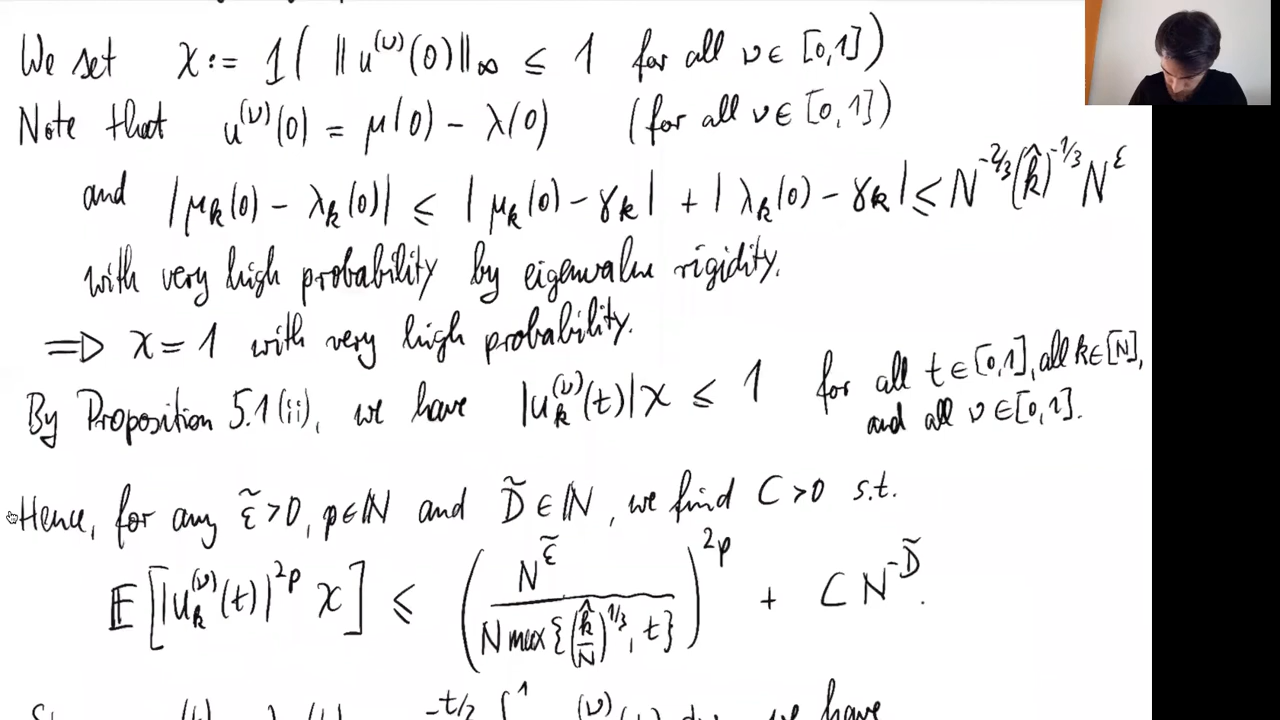 We set χ := 1( ‖u^(ν)(0)‖_∞ ≤ 1 for all ν ∈ [0,1])
Note that u^(ν)(0) = μ(0) − λ(0) (for all ν ∈ [0,1])
and |μ_k(0) − λ_k(0)| ≤ |μ_k(0) − γ_k| + |λ_k(0) − γ_k| ≤ N^{-2/3} (k̂)^{-1/3} N^ε
with very high probability by eigenvalue rigidity.
⟹ χ = 1 with very high probability.
By Proposition 5.1 (ii), we have |u_k^(ν)(t)| χ ≤ 1 for all t ∈ [0,1], all k ∈ [N],
and all ν ∈ [0,1].
Hence, for any ε̃ > 0, p ∈ ℕ and D̃ ∈ ℕ, we find C > 0 s.t.
𝔼[|u_k^(ν)(t)|^{2p} χ] ≤ (N^ε̃ / (N max{(k̂/N)^{1/3}, t}))^{2p} + C N^{-D̃}.
−t/2 ∫^1 (ν) we have